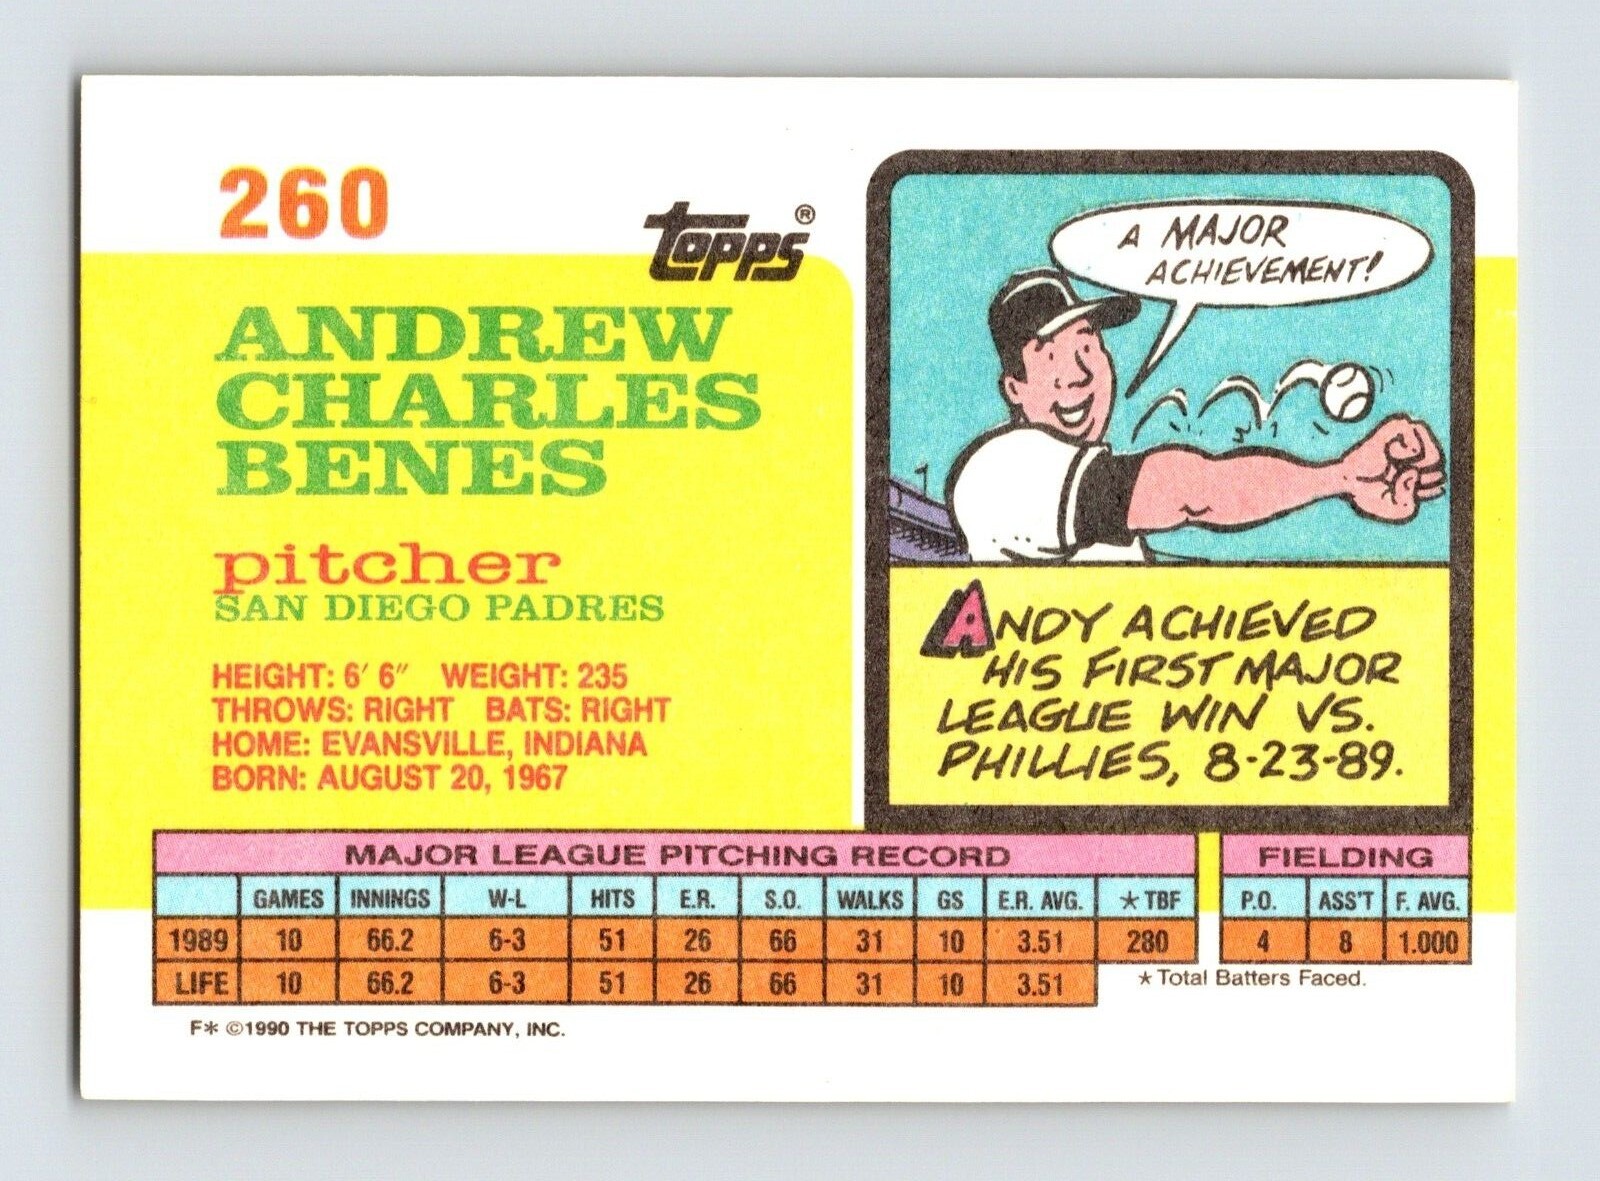 260
Topps®
ANDREW
CHARLES
BENES
pitcher
SAN DIEGO PADRES
HEIGHT: 6' 6" WEIGHT: 235
THROWS: RIGHT BATS: RIGHT
HOME: EVANSVILLE, INDIANA
BORN: AUGUST 20, 1967
A MAJOR
ACHIEVEMENT!
ANDY ACHIEVED
HIS FIRST MAJOR
LEAGUE WIN VS.
PHILLIES, 8-23-89.
MAJOR LEAGUE PITCHING RECORD
GAMES INNINGS W-L HITS E.R. S.O. WALKS GS E.R. AVG. *TBF
1989 10 66.2 6-3 51 26 66 31 10 3.51 280
LIFE 10 66.2 6-3 51 26 66 31 10 3.51
FIELDING
P.O. ASS'T F. AVG.
4 8 1.000
*Total Batters Faced.
F* ©1990 THE TOPPS COMPANY, INC.